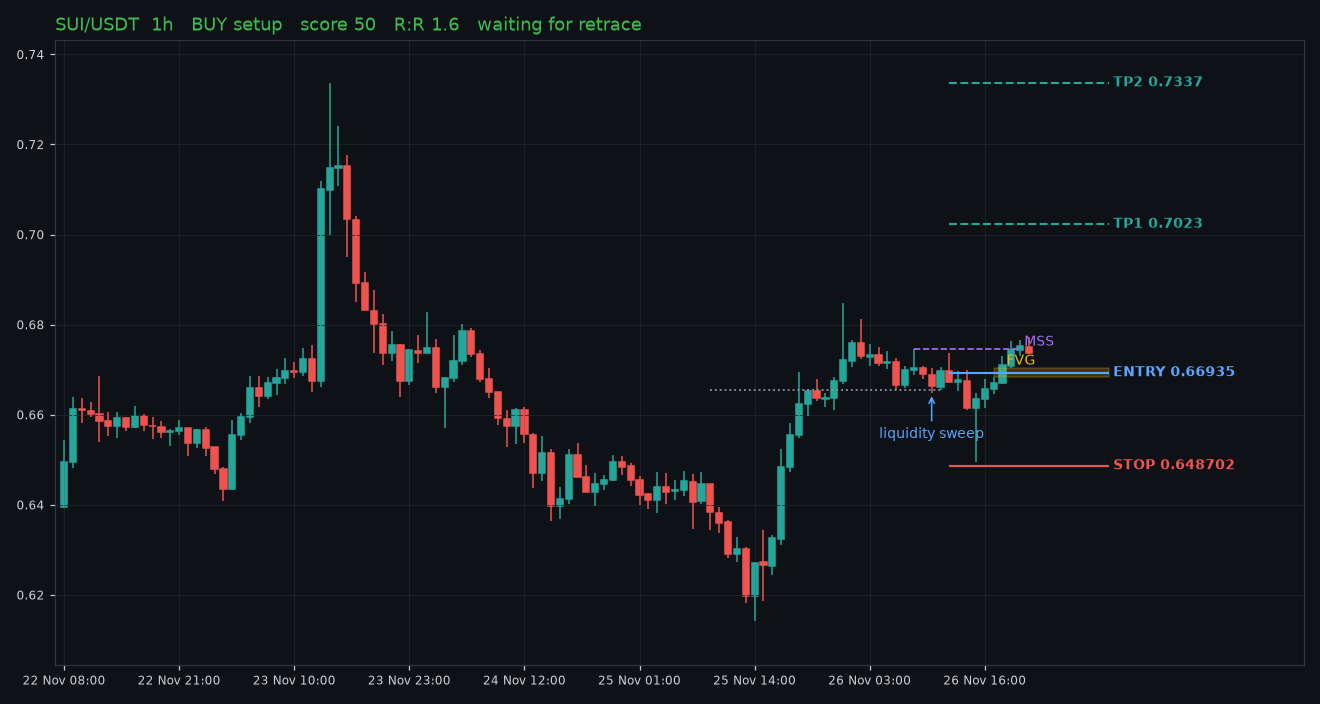 SUI/USDT 1h BUY setup score 50 R:R 1.6 waiting for retrace
0.74
TP2 0.7337
0.72
0.70
TP1 0.7023
0.68
MSS
FVG
ENTRY 0.66935
0.66
liquidity sweep
STOP 0.648702
0.64
0.62
22 Nov 08:00 22 Nov 21:00 23 Nov 10:00 23 Nov 23:00 24 Nov 12:00 25 Nov 01:00 25 Nov 14:00 26 Nov 03:00 26 Nov 16:00